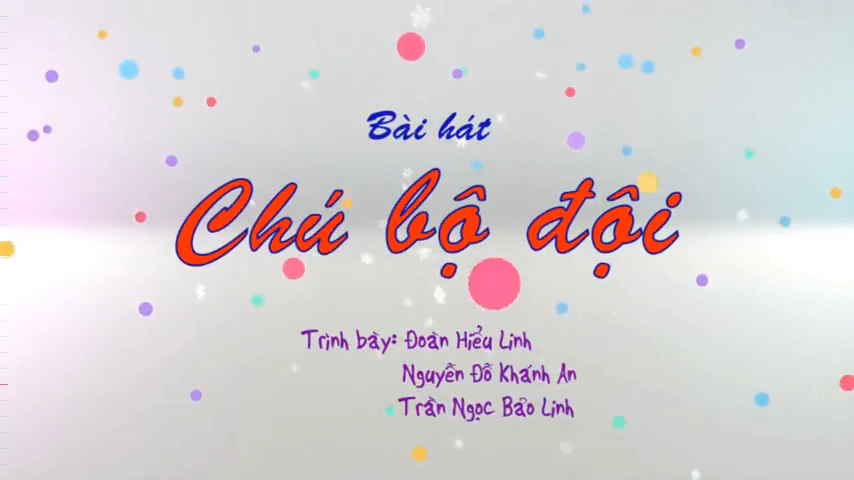 Bài hát
Chú bộ đội
Trình bày: Đoàn Hiểu Linh
Nguyễn Đỗ Khánh An
Trần Ngọc Bảo Linh